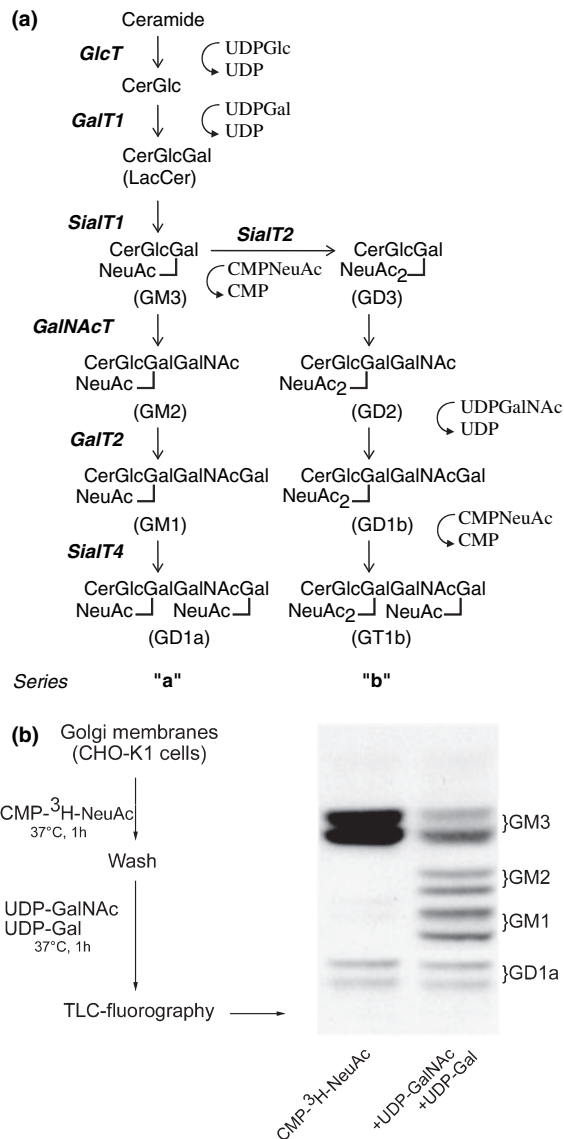 (a)
Ceramide
GlcT
UDPGlc
UDP
CerGlc
GalT1
UDPGal
UDP
CerGlcGal
(LacCer)
SialT1
SialT2
CerGlcGal
NeuAc
(GM3)
CMPNeuAc
CMP
CerGlcGal
NeuAc2
(GD3)
GalNAcT
CerGlcGalGalNAc
NeuAc
(GM2)
CerGlcGalGalNAc
NeuAc2
(GD2)
UDPGalNAc
UDP
GalT2
CerGlcGalGalNAcGal
NeuAc
(GM1)
CerGlcGalGalNAcGal
NeuAc2
(GD1b)
CMPNeuAc
CMP
SialT4
CerGlcGalGalNAcGal
NeuAc NeuAc
(GD1a)
CerGlcGalGalNAcGal
NeuAc2 NeuAc
(GT1b)
Series "a" "b"
(b)
Golgi membranes
(CHO-K1 cells)
CMP-³H-NeuAc
37°C, 1h
Wash
UDP-GalNAc
UDP-Gal
37°C, 1h
TLC-fluorography
}GM3
}GM2
}GM1
}GD1a
CMP-³H-NeuAc
+UDP-GalNAc
+UDP-Gal